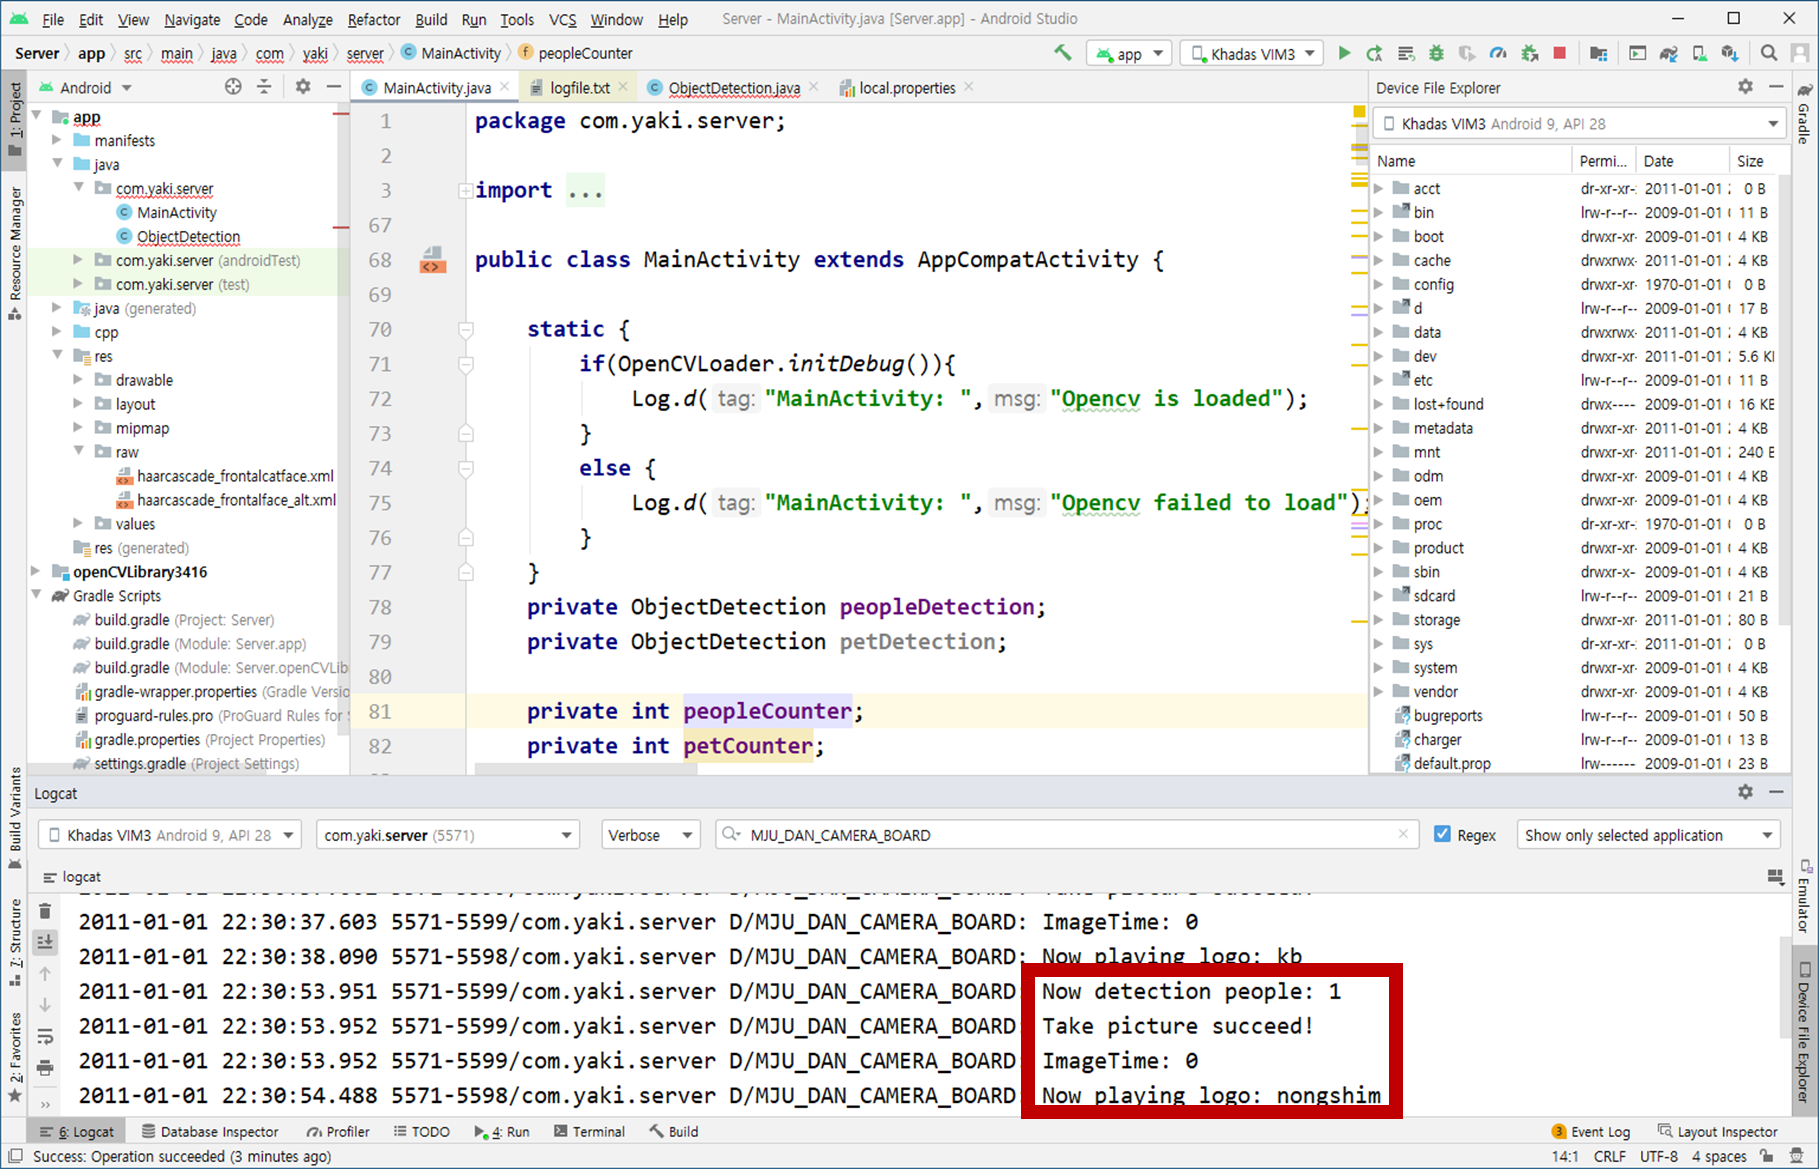 File Edit View Navigate Code Analyze Refactor Build Run Tools VCS Window Help Server - MainActivity.java [Server.app] - Android Studio
Server app src main java com yaki server MainActivity peopleCounter
app Khadas VIM3
1: Project
Resource Manager
Build Variants
7: Structure
2: Favorites
Android
app
manifests
java
com.yaki.server
MainActivity
ObjectDetection
com.yaki.server (androidTest)
com.yaki.server (test)
java (generated)
cpp
res
drawable
layout
mipmap
raw
haarcascade_frontalcatface.xml
haarcascade_frontalface_alt.xml
values
res (generated)
openCVLibrary3416
Gradle Scripts
build.gradle (Project: Server)
build.gradle (Module: Server.app)
build.gradle (Module: Server.openCVLib
gradle-wrapper.properties (Gradle Versio
proguard-rules.pro (ProGuard Rules for S
gradle.properties (Project Properties)
settings.gradle (Project Settings)
MainActivity.java logfile.txt ObjectDetection.java local.properties
1 package com.yaki.server;
2
3 import ...
67
68 public class MainActivity extends AppCompatActivity {
69
70 static {
71 if(OpenCVLoader.initDebug()){
72 Log.d( tag: "MainActivity: ", msg: "Opencv is loaded");
73 }
74 else {
75 Log.d( tag: "MainActivity: ", msg: "Opencv failed to load");
76 }
77 }
78 private ObjectDetection peopleDetection;
79 private ObjectDetection petDetection;
80
81 private int peopleCounter;
82 private int petCounter;
Device File Explorer
Khadas VIM3 Android 9, API 28
Name Permi... Date Size
acct dr-xr-xr- 2011-01-01 0 B
bin lrw-r--r-- 2009-01-01 11 B
boot drwxr-xr- 2009-01-01 4 KB
cache drwxrwx- 2011-01-01 4 KB
config drwxr-xr- 1970-01-01 0 B
d lrw-r--r-- 2009-01-01 17 B
data drwxrwx- 2011-01-01 4 KB
dev drwxr-xr- 2011-01-01 5.6 K
etc lrw-r--r-- 2009-01-01 11 B
lost+found drwx---- 2009-01-01 16 KB
metadata drwxr-xr- 2011-01-01 4 KB
mnt drwxr-xr- 2011-01-01 240 B
odm drwxr-xr- 2009-01-01 4 KB
oem drwxr-xr- 2009-01-01 4 KB
proc dr-xr-xr- 1970-01-01 0 B
product drwxr-xr- 2009-01-01 4 KB
sbin drwxr-x- 2009-01-01 4 KB
sdcard lrw-r--r-- 2009-01-01 21 B
storage drwxr-xr- 2011-01-01 80 B
sys dr-xr-xr- 2011-01-01 0 B
system drwxr-xr- 2009-01-01 4 KB
vendor drwxr-xr- 2009-01-01 4 KB
bugreports lrw-r--r-- 2009-01-01 50 B
charger lrw-r--r-- 2009-01-01 13 B
default.prop lrw------ 2009-01-01 23 B
Gradle
Emulator
Device File Explorer
Logcat
Khadas VIM3 Android 9, API 28 com.yaki.server (5571) Verbose MJU_DAN_CAMERA_BOARD Regex Show only selected application
logcat
2011-01-01 22:30:37.603 5571-5599/com.yaki.server D/MJU_DAN_CAMERA_BOARD: ImageTime: 0
2011-01-01 22:30:38.090 5571-5598/com.yaki.server D/MJU_DAN_CAMERA_BOARD: Now playing logo: kb
2011-01-01 22:30:53.951 5571-5599/com.yaki.server D/MJU_DAN_CAMERA_BOARD: Now detection people: 1
2011-01-01 22:30:53.952 5571-5599/com.yaki.server D/MJU_DAN_CAMERA_BOARD Take picture succeed!
2011-01-01 22:30:53.952 5571-5599/com.yaki.server D/MJU_DAN_CAMERA_BOARD ImageTime: 0
2011-01-01 22:30:54.488 5571-5598/com.yaki.server D/MJU_DAN_CAMERA_BOARD Now playing logo: nongshim
6: Logcat Database Inspector Profiler TODO 4: Run Terminal Build 3 Event Log Layout Inspector
Success: Operation succeeded (3 minutes ago) 14:1 CRLF UTF-8 4 spaces